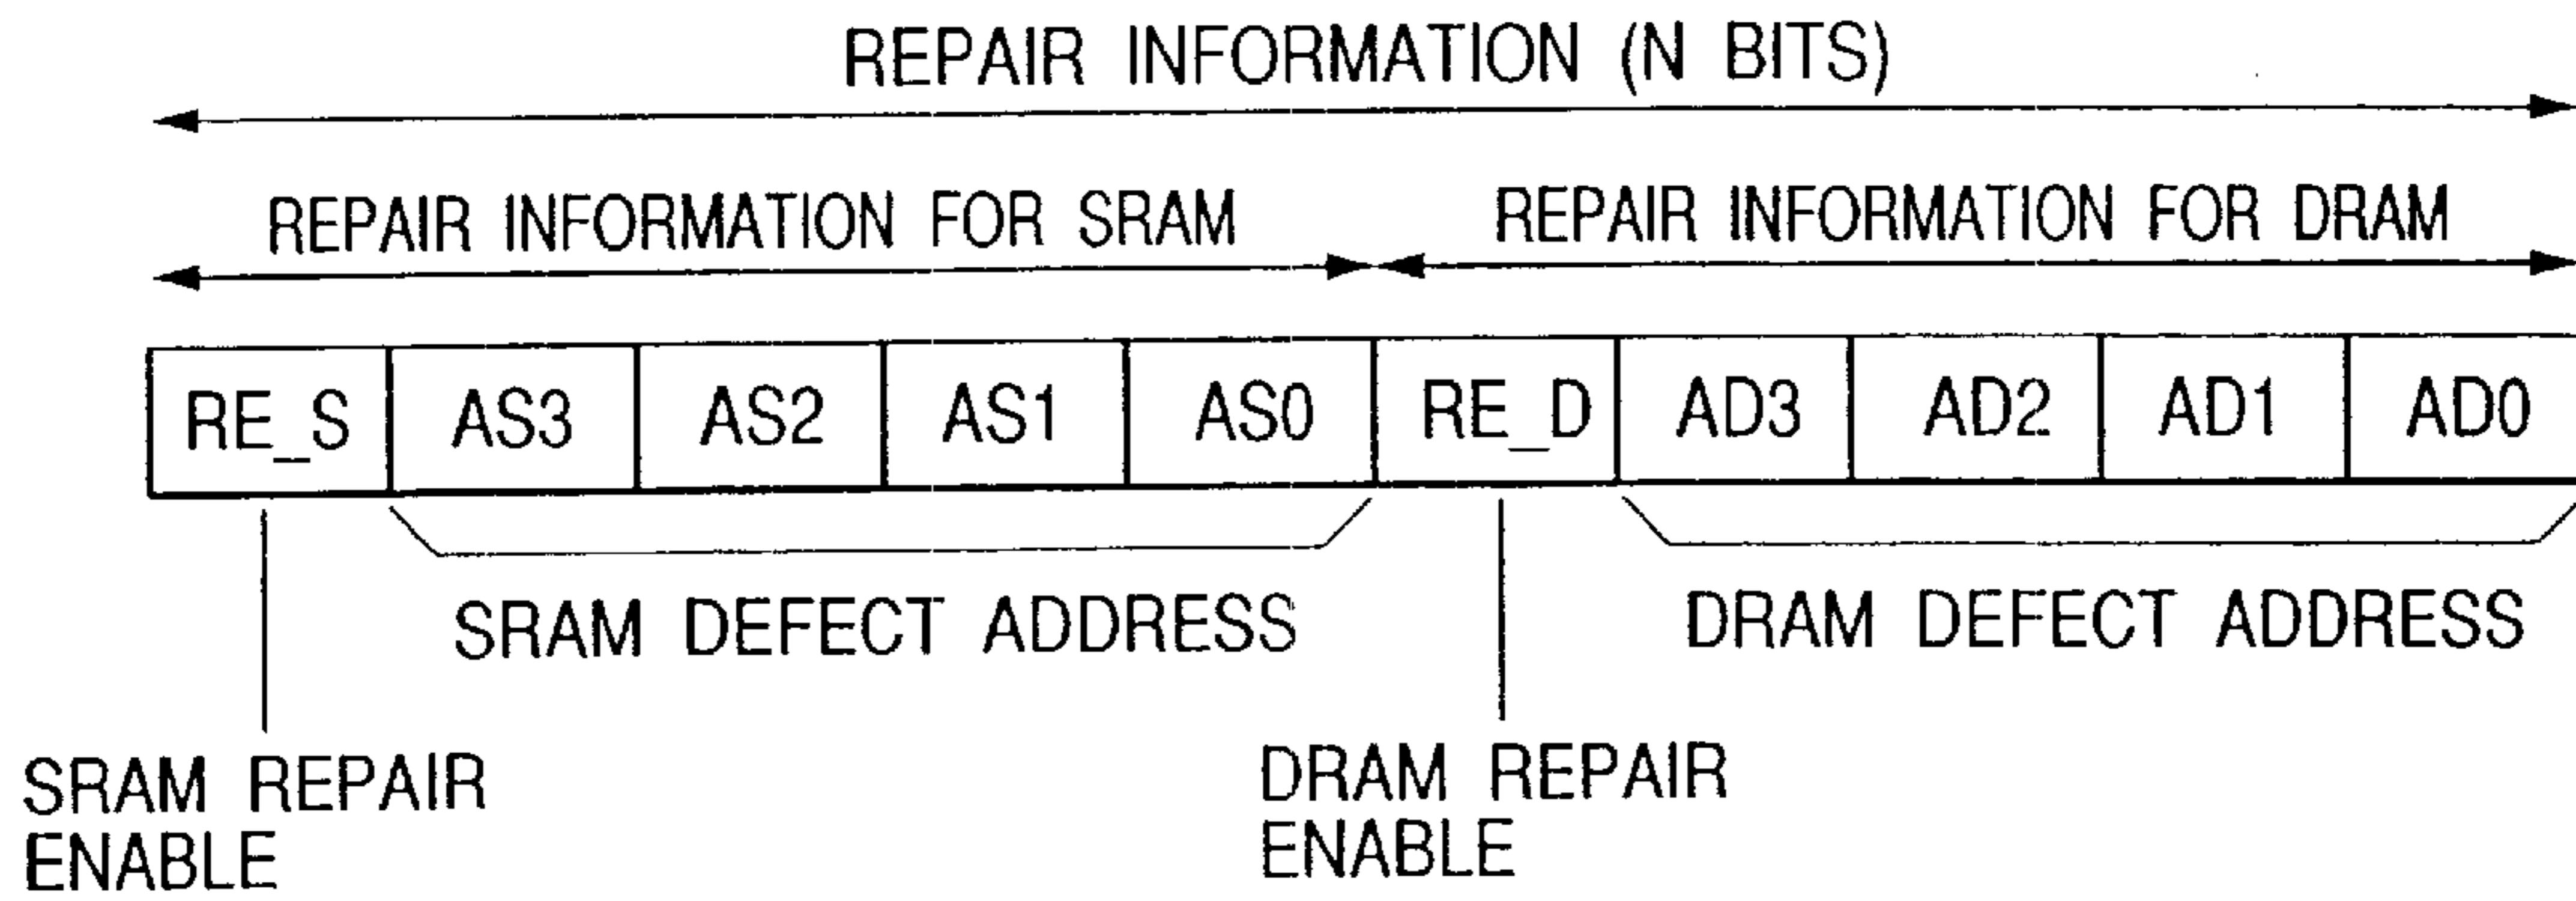 REPAIR INFORMATION (N BITS)
REPAIR INFORMATION FOR SRAM
REPAIR INFORMATION FOR DRAM
RE_S AS3 AS2 AS1 AS0 RE_D AD3 AD2 AD1 AD0
SRAM DEFECT ADDRESS
DRAM DEFECT ADDRESS
SRAM REPAIR
ENABLE
DRAM REPAIR
ENABLE